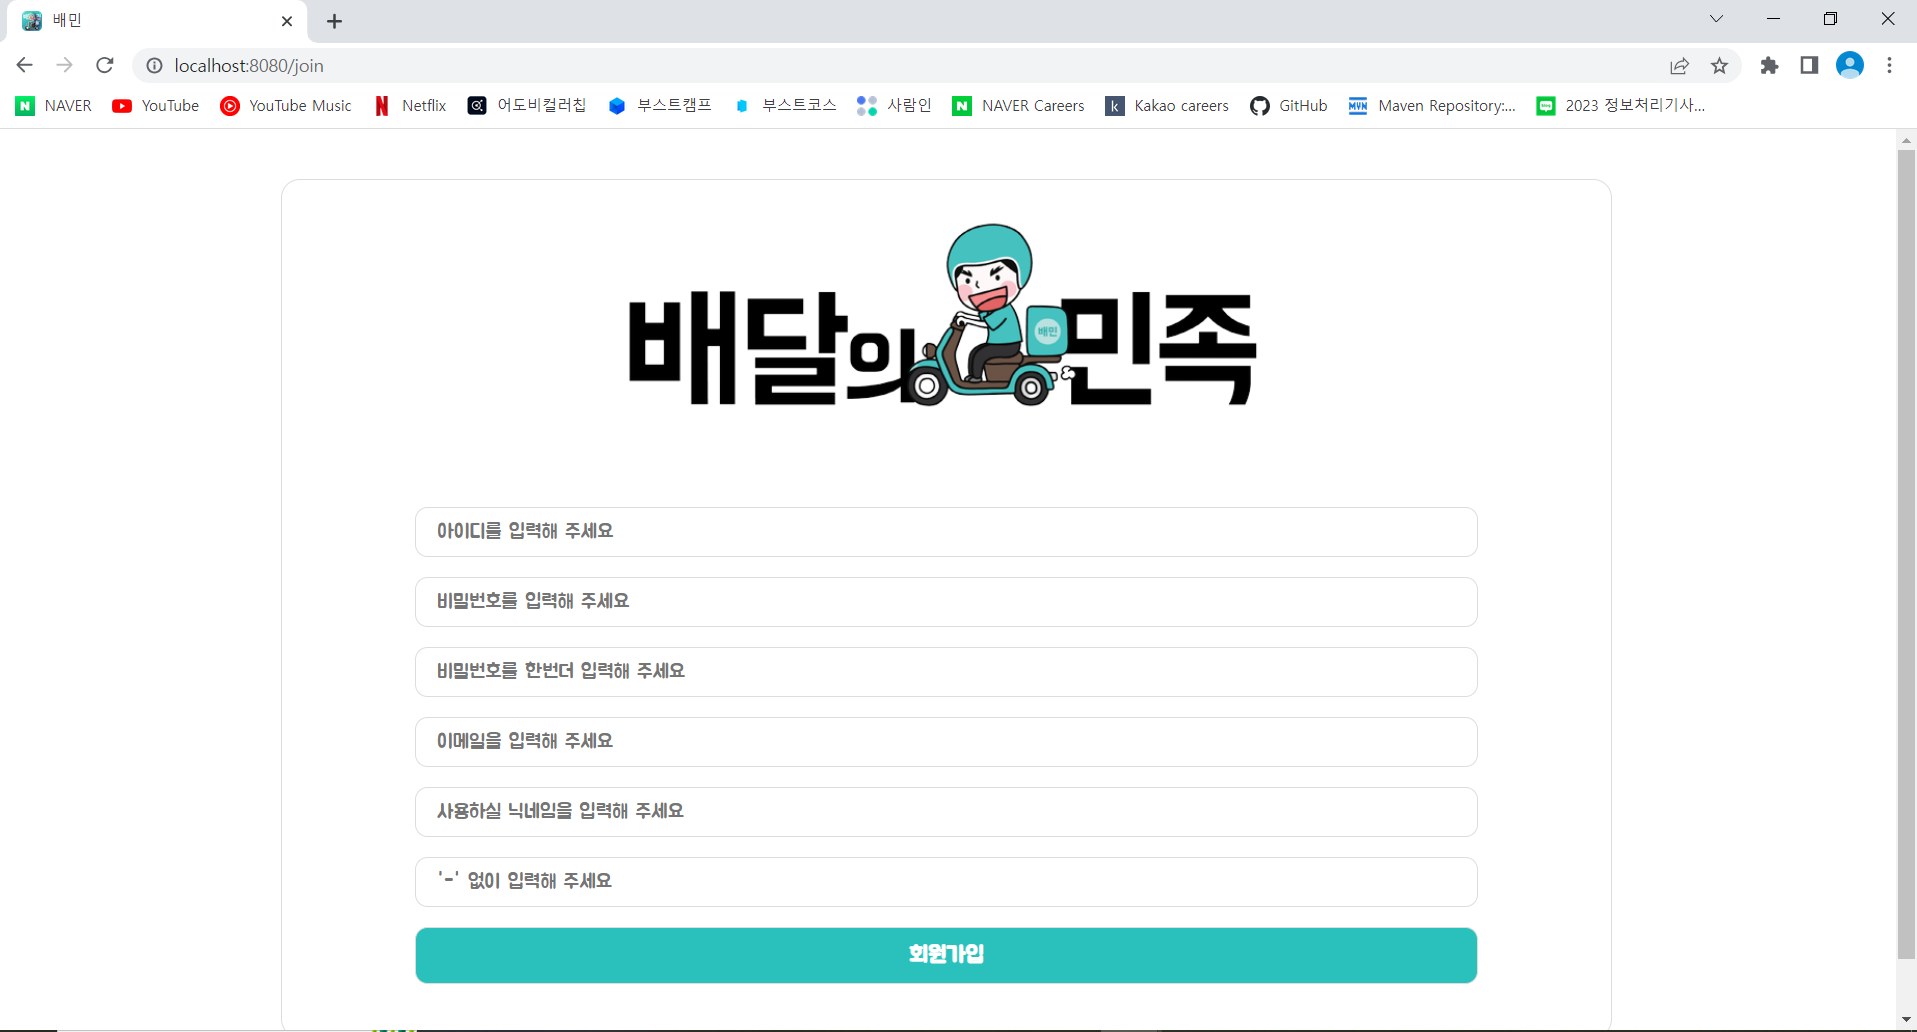 배민
localhost:8080/join
NAVER YouTube YouTube Music Netflix 어도비컬러칩 부스트캠프 부스트코스 사람인 NAVER Careers Kakao careers GitHub Maven Repository:... 2023 정보처리기사...
배달의민족
배민
아이디를 입력해 주세요
비밀번호를 입력해 주세요
비밀번호를 한번더 입력해 주세요
이메일을 입력해 주세요
사용하실 닉네임을 입력해 주세요
'-' 없이 입력해 주세요
회원가입